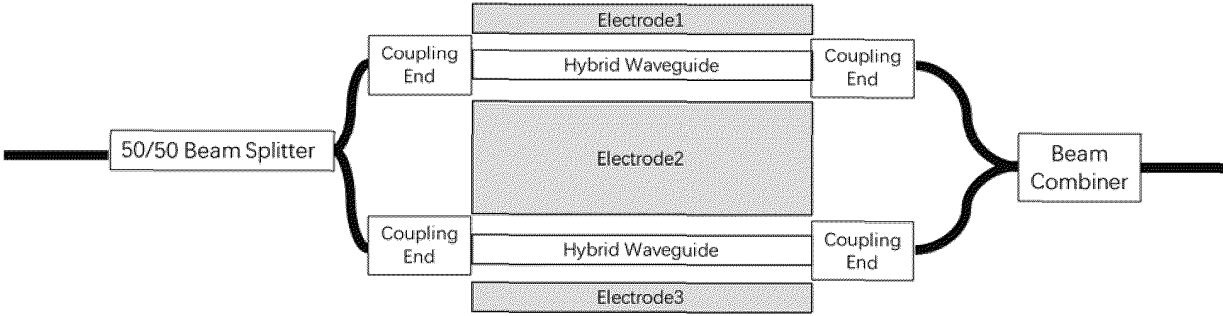 Electrode1
Coupling
End
Hybrid Waveguide
Coupling
End
50/50 Beam Splitter
Electrode2
Beam
Combiner
Coupling
End
Hybrid Waveguide
Coupling
End
Electrode3